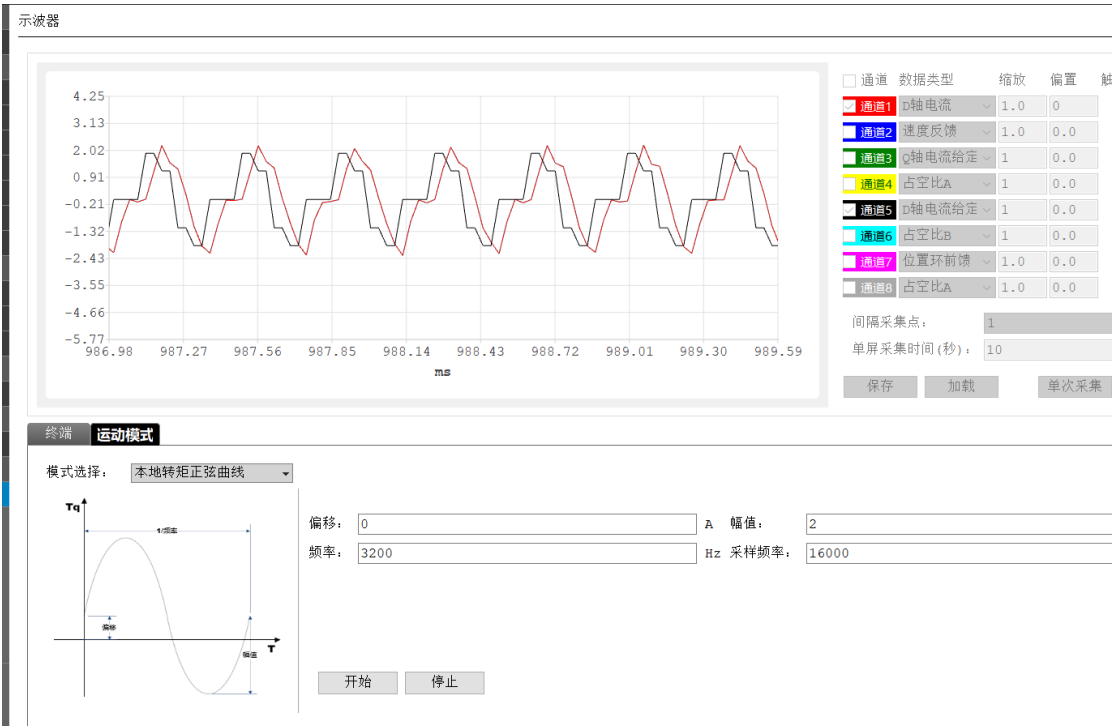 示波器
4.25
3.13
2.02
0.91
-0.21
-1.32
-2.43
-3.55
-4.66
-5.77
986.98 987.27 987.56 987.85 988.14 988.43 988.72 989.01 989.30 989.59
ms
通道 数据类型 缩放 偏置 触
通道1 D轴电流 1.0 0
通道2 速度反馈 1.0 0.0
通道3 Q轴电流给定 1 0.0
通道4 占空比A 1 0.0
通道5 D轴电流给定 1 0.0
通道6 占空比B 1 0.0
通道7 位置环前馈 1.0 0.0
通道8 占空比A 1.0 0.0
间隔采集点: 1
单屏采集时间(秒): 10
保存 加载 单次采集
终端 运动模式
模式选择: 本地转矩正弦曲线
Tq
1/频率
偏移
幅值
T
偏移: 0 A 幅值: 2
频率: 3200 Hz 采样频率: 16000
开始 停止